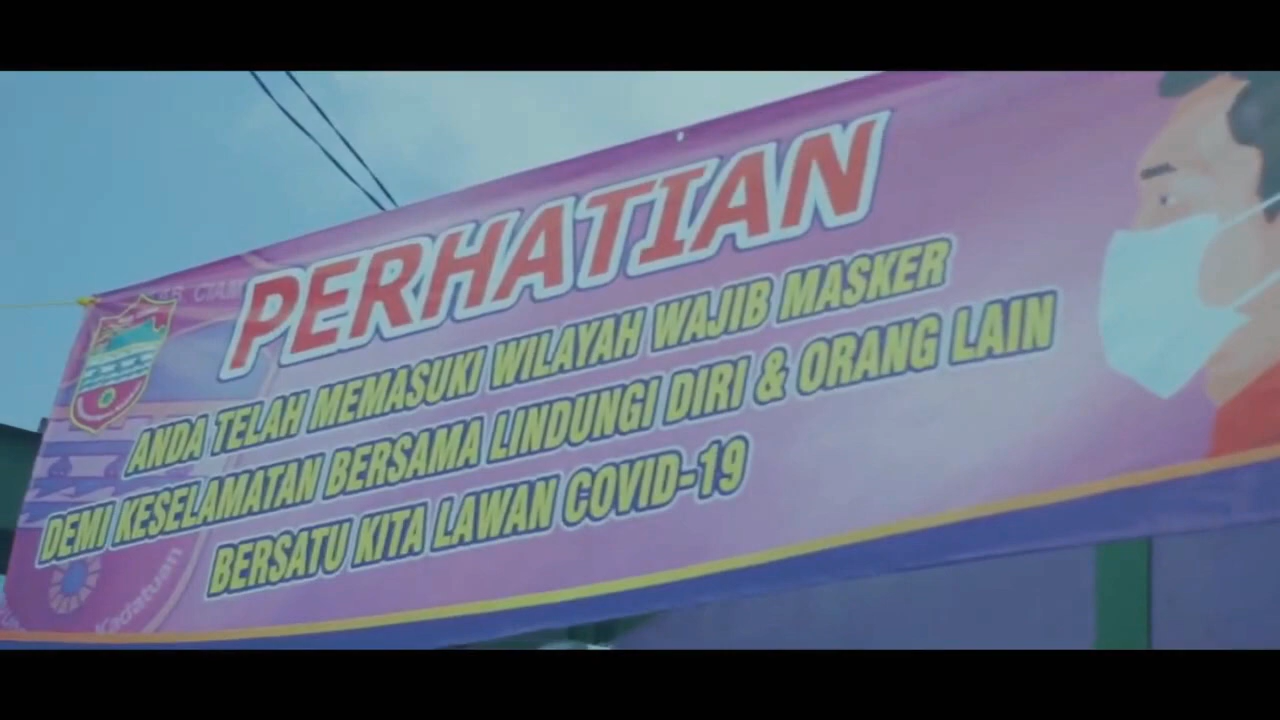 PERHATIAN
ANDA TELAH MEMASUKI WILAYAH WAJIB MASKER
DEMI KESELAMATAN BERSAMA LINDUNGI DIRI & ORANG LAIN
BERSATU KITA LAWAN COVID-19
Kadatuan